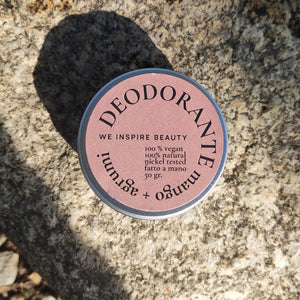 DEODORANTE
WE INSPIRE BEAUTY
100 % vegan
100% natural
nickel tested
fatto a mano
50 gr.
mango + agrumi